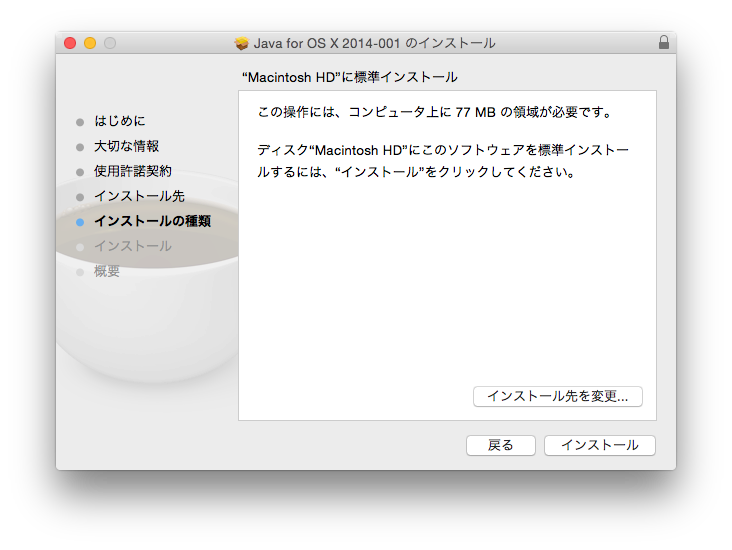 Java for OS X 2014-001 のインストール
“Macintosh HD”に標準インストール
はじめに
大切な情報
使用許諾契約
インストール先
インストールの種類
インストール
概要
この操作には、コンピュータ上に 77 MB の領域が必要です。
ディスク“Macintosh HD”にこのソフトウェアを標準インストー
ルするには、“インストール”をクリックしてください。
インストール先を変更...
戻る
インストール